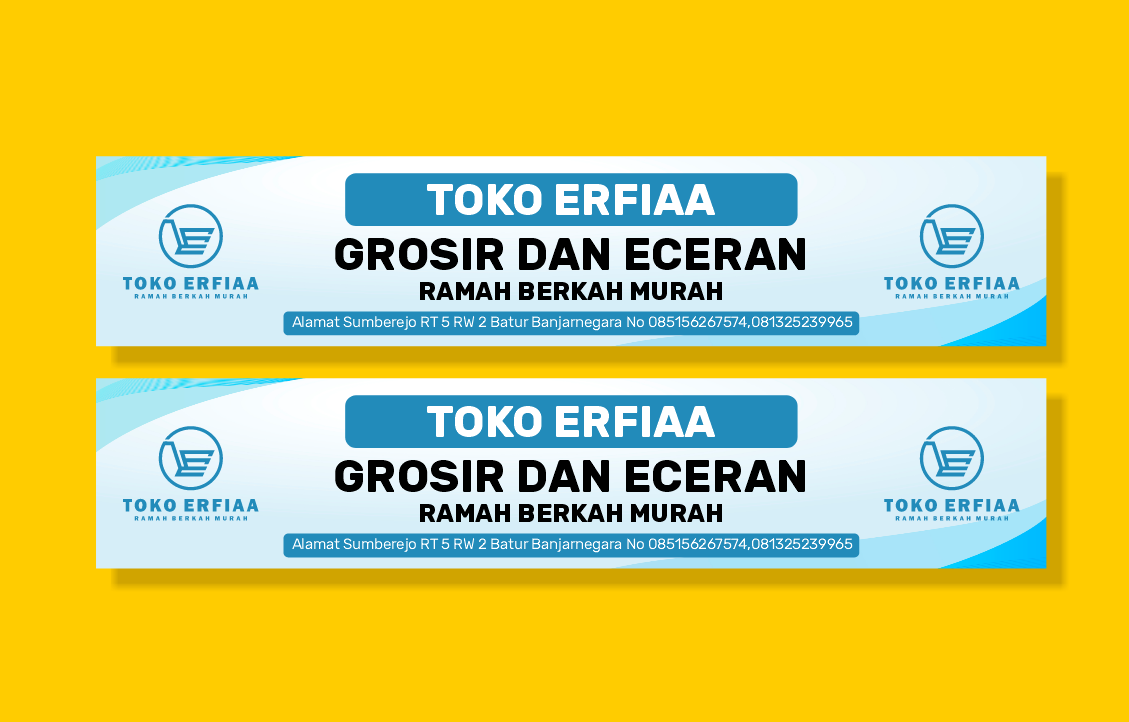 TOKO ERFIAA
GROSIR DAN ECERAN
RAMAH BERKAH MURAH
Alamat Sumberejo RT 5 RW 2 Batur Banjarnegara No 085156267574,081325239965
TOKO ERFIAA
RAMAH BERKAH MURAH
TOKO ERFIAA
RAMAH BERKAH MURAH
TOKO ERFIAA
GROSIR DAN ECERAN
RAMAH BERKAH MURAH
Alamat Sumberejo RT 5 RW 2 Batur Banjarnegara No 085156267574,081325239965
TOKO ERFIAA
RAMAH BERKAH MURAH
TOKO ERFIAA
RAMAH BERKAH MURAH